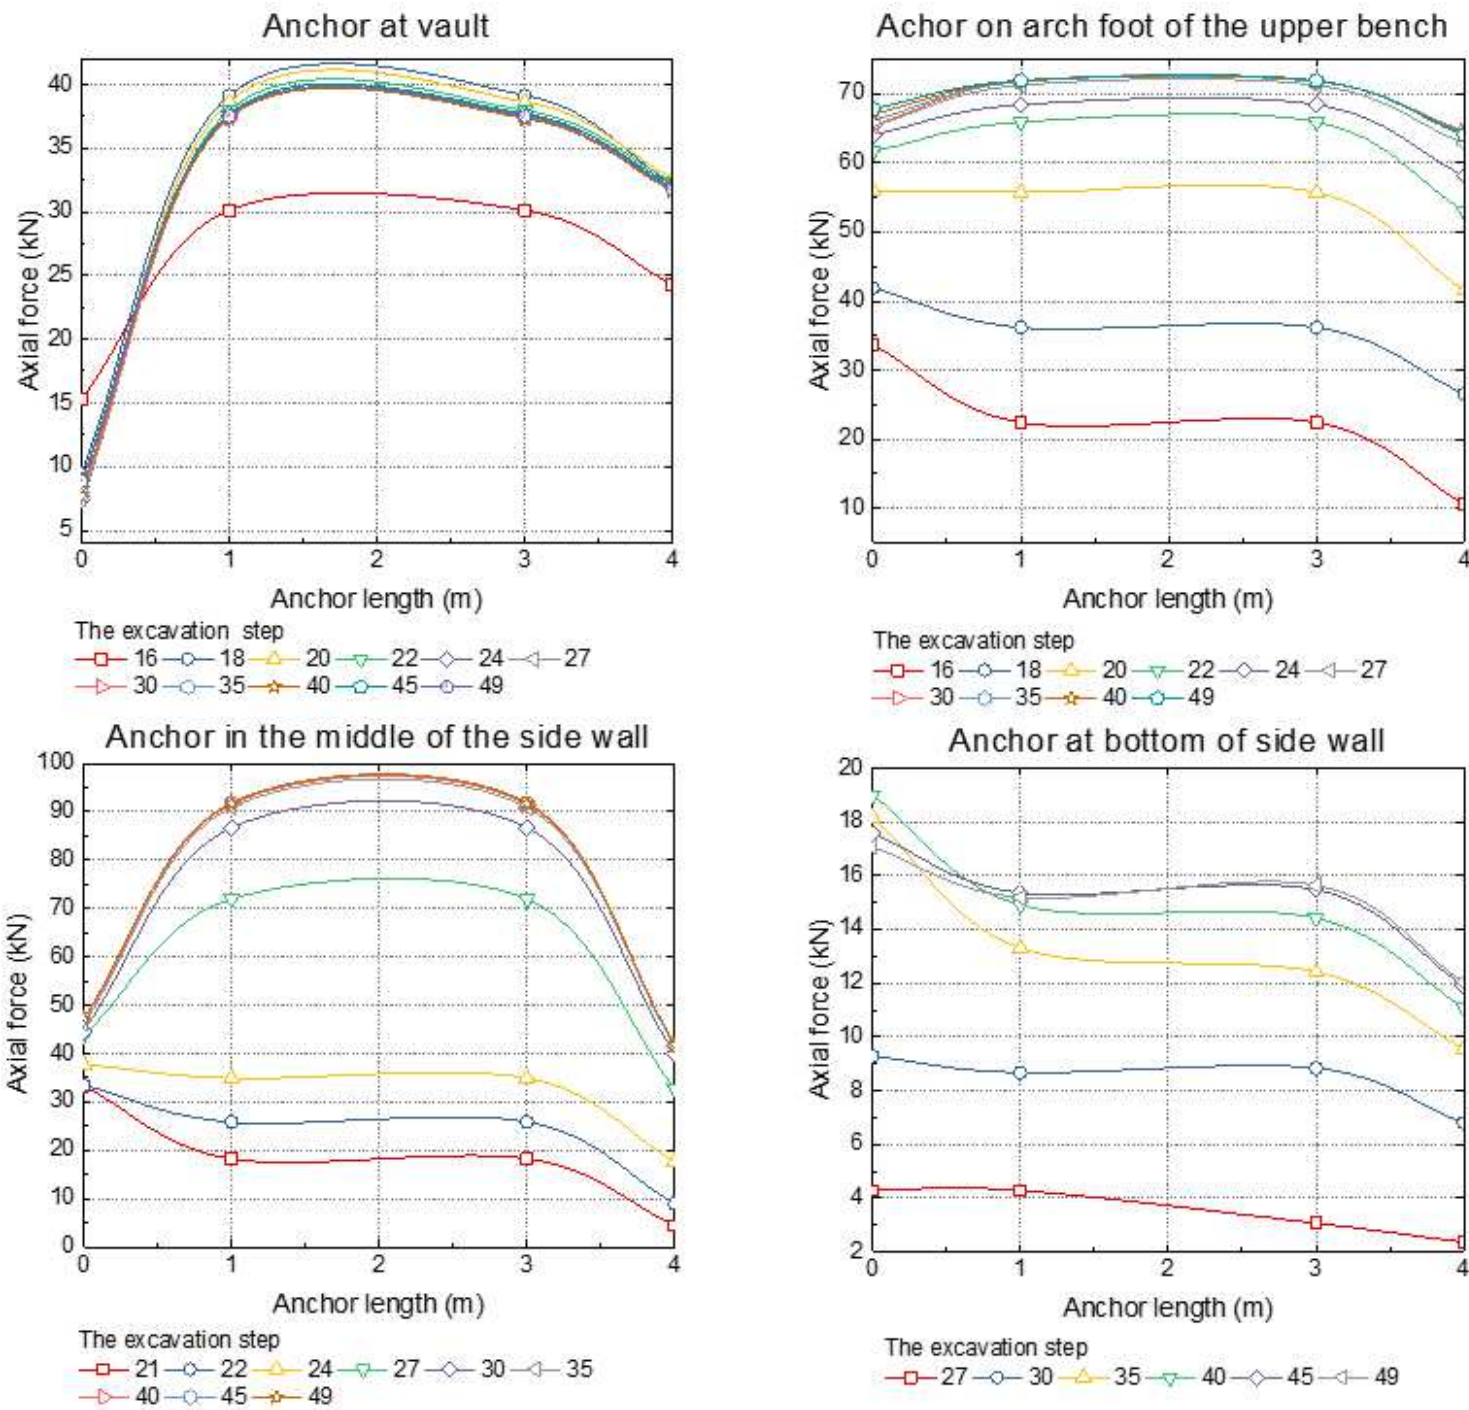 Anchor at vault
40
35
30
25
20
15
10
5
Axial force (kN)
0 1 2 3 4
Anchor length (m)
The excavation step
16 18 20 22 24 27
30 35 40 45 49
Achor on arch foot of the upper bench
70
60
50
40
30
20
10
Axial force (kN)
0 1 2 3 4
Anchor length (m)
The excavation step
16 18 20 22 24 27
30 35 40 49
Anchor in the middle of the side wall
100
90
80
70
60
50
40
30
20
10
0
Axial force (kN)
0 1 2 3 4
Anchor length (m)
The excavation step
21 22 24 27 30 35
40 45 49
Anchor at bottom of side wall
20
18
16
14
12
10
8
6
4
2
Axial force (kN)
0 1 2 3 4
Anchor length (m)
The excavation step
27 30 35 40 45 49